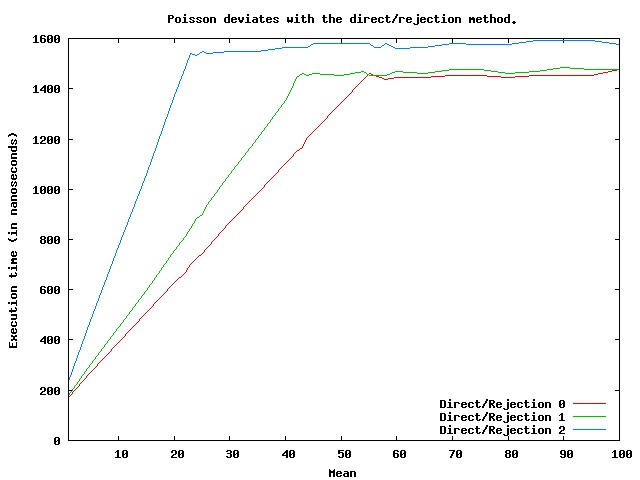 Poisson deviates with the direct/rejection method.
1600
1400
1200
1000
800
600
400
200
0
Execution time (in nanoseconds)
Direct/Rejection 0
Direct/Rejection 1
Direct/Rejection 2
10 20 30 40 50 60 70 80 90 100
Mean